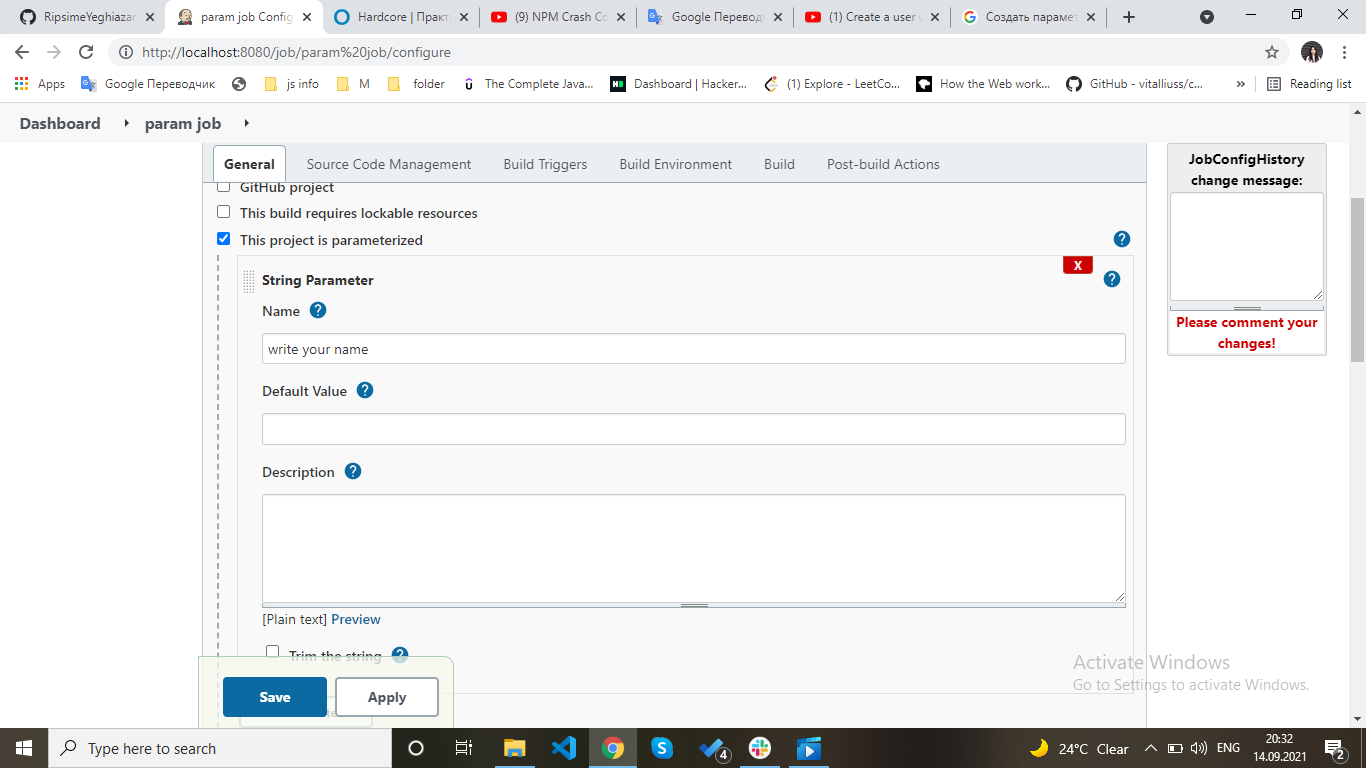 RipsimeYeghiazar
param job Config
Hardcore | Практ
(9) NPM Crash Co
Google Перевод
(1) Create a user u
Создать парамет
http://localhost:8080/job/param%20job/configure
Apps
Google Переводчик
js info
M
folder
The Complete Java...
Dashboard | Hacker...
(1) Explore - LeetCo...
How the Web work...
GitHub - vitalliuss/c...
»
Reading list
Dashboard
param job
General
Source Code Management
Build Triggers
Build Environment
Build
Post-build Actions
JobConfigHistory
change message:
GitHub project
This build requires lockable resources
This project is parameterized
X
String Parameter
Name
write your name
Please comment your
changes!
Default Value
Description
[Plain text] Preview
Trim the string
Activate Windows
Go to Settings to activate Windows.
Save
Apply
Type here to search
4
24°C Clear
ENG
20:32
14.09.2021
2